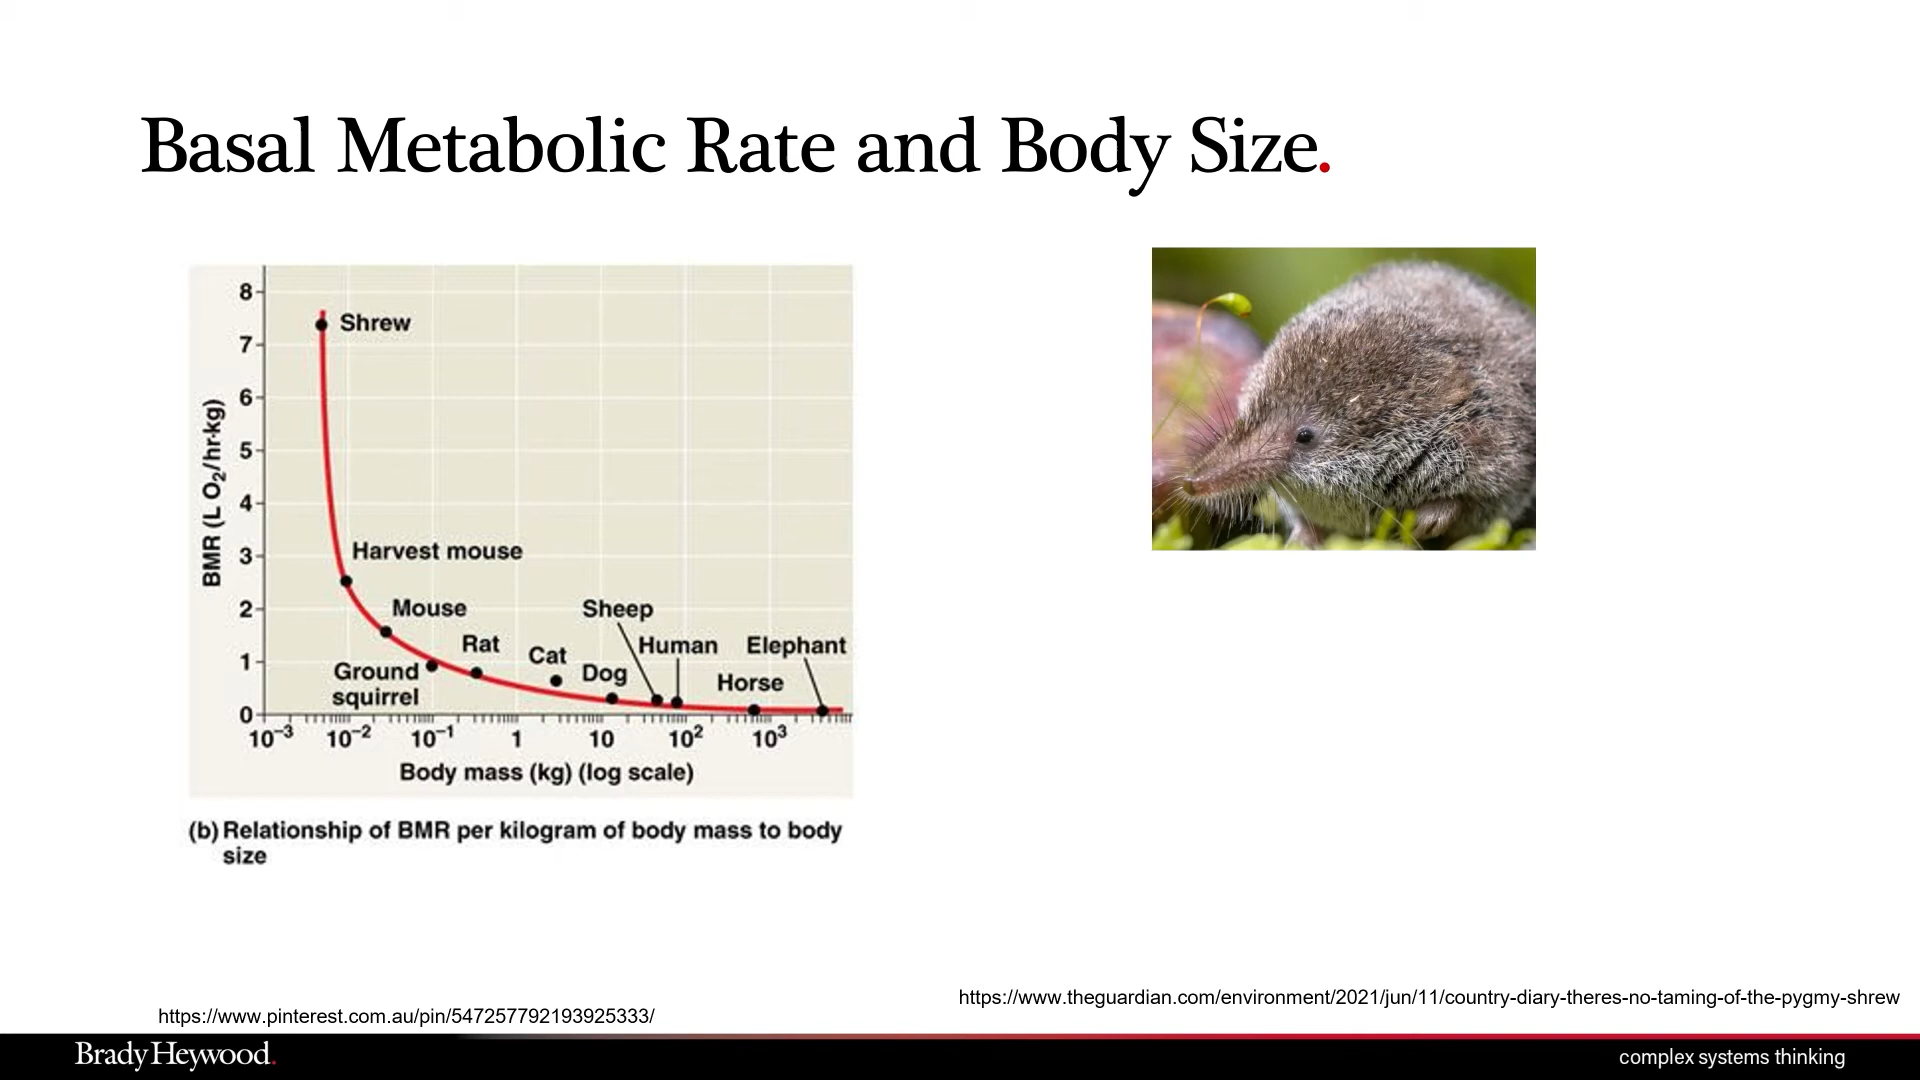 Basal Metabolic Rate and Body Size.
8
7
6
5
4
3
2
1
0
BMR (L O₂/hr·kg)
Shrew
Harvest mouse
Mouse
Ground
squirrel
Rat
Cat
Dog
Sheep
Human
Horse
Elephant
10⁻³ 10⁻² 10⁻¹ 1 10 10² 10³
Body mass (kg) (log scale)
(b) Relationship of BMR per kilogram of body mass to body
size
https://www.theguardian.com/environment/2021/jun/11/country-diary-theres-no-taming-of-the-pygmy-shrew
https://www.pinterest.com.au/pin/547257792193925333/
Brady Heywood.
complex systems thinking